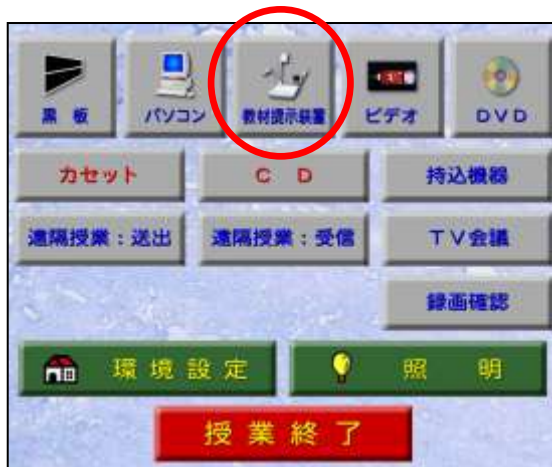 黒板 パソコン 教材提示装置 ビデオ DVD
カセット CD 持込機器
遠隔授業:送出 遠隔授業:受信 TV会議
録画確認
環境設定 照明
授業終了